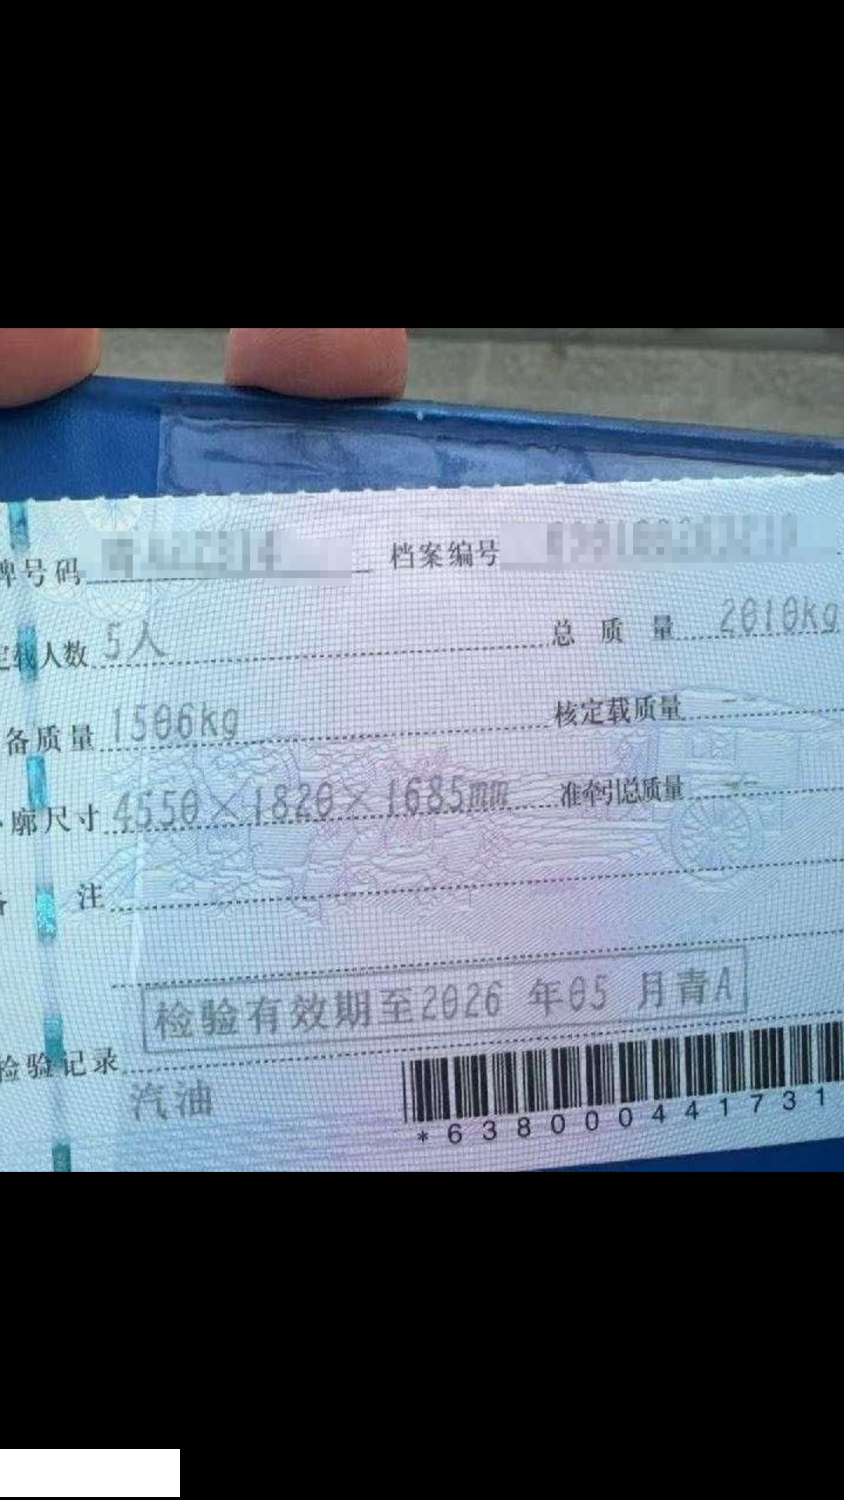 牌号码 档案编号
定载人数 5人 总质量 2010kg
备质量 1506kg 核定载质量 --
廓尺寸 4550×1820×1685mm 准牵引总质量 --
备注
检验有效期至2026 年05 月青A
检验记录
汽油
*638000441731